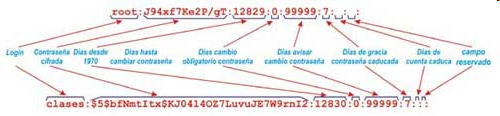 root:J94xf7Ke2P/gT:12829:0:99999:7: : :
Login Contraseña cifrada Días desde 1970 Días hasta cambiar contraseña Días cambio obligatorio contraseña Días avisar cambio contraseña Días de gracia contraseña caducada Días de cuenta caduca campo reservado
clases:$5$bfNmtItx$KJ0414OZ7LuvuJE7W9rnI2:12830:0:99999:7:::